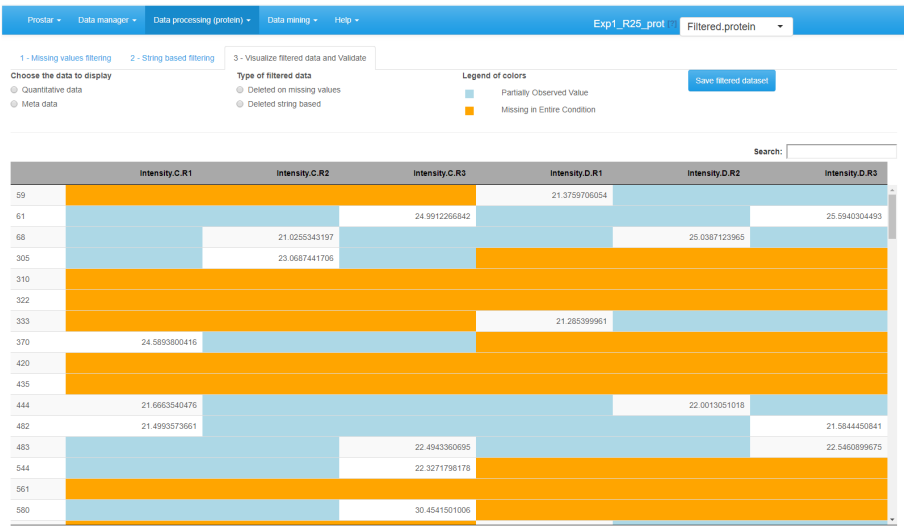 Prostar Data manager Data processing (protein) Data mining Help Exp1_R25_prot [?] Filtered.protein
1 - Missing values filtering 2 - String based filtering 3 - Visualize filtered data and Validate
Choose the data to display Type of filtered data Legend of colors
Quantitative data Deleted on missing values Partially Observed Value Save filtered dataset
Meta data Deleted string based Missing in Entire Condition
Search:
Intensity.C.R1 Intensity.C.R2 Intensity.C.R3 Intensity.D.R1 Intensity.D.R2 Intensity.D.R3
59 21.3759706054
61 24.9912266842 25.5940304493
68 21.0255343197 25.0387123965
305 23.0687441706
310
322
333 21.285399961
370 24.5893800416
420
435
444 21.6663540476 22.0013051018
482 21.4993573661 21.5844450841
483 22.4943360695 22.5460899675
544 22.3271798178
561
580 30.4541501006